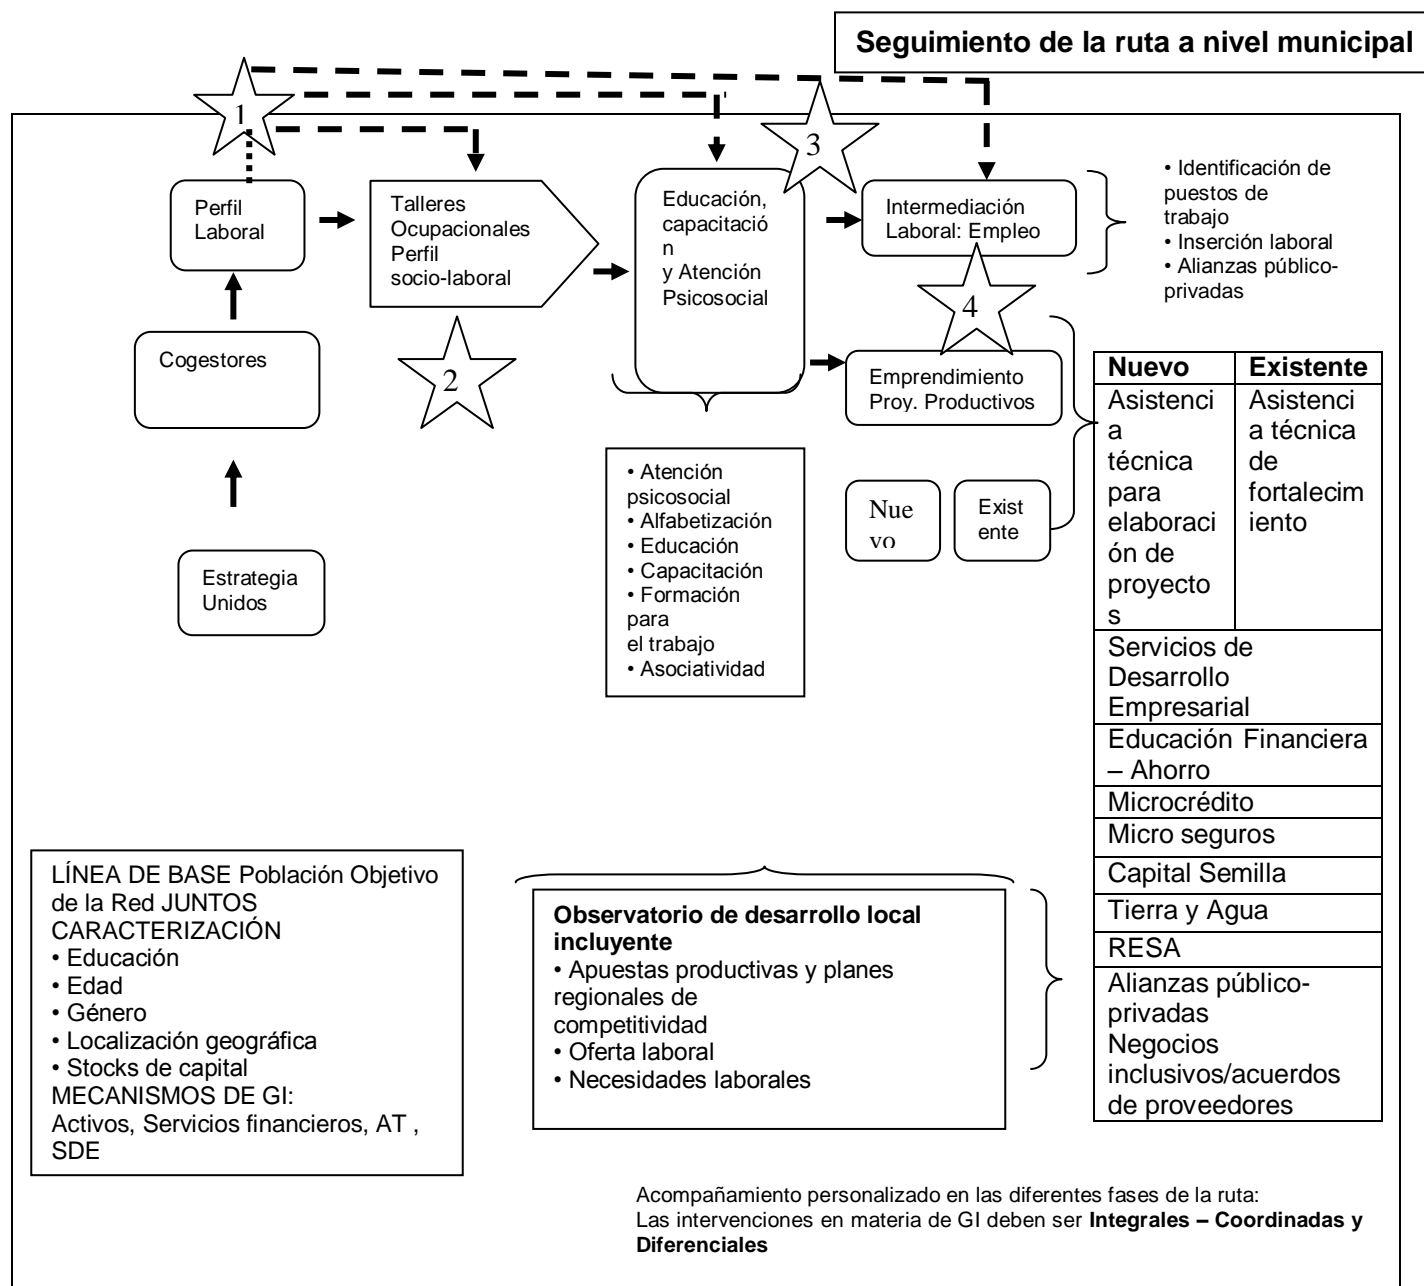 Seguimiento de la ruta a nivel municipal
1
3
Perfil
Laboral
Talleres
Ocupacionales
Perfil
socio-laboral
Educación,
capacitació
n
y Atención
Psicosocial
Intermediación
Laboral: Empleo
• Identificación de
puestos de
trabajo
• Inserción laboral
• Alianzas público-
privadas
2
4
Cogestores
Emprendimiento
Proy. Productivos
Nue
vo
Exist
ente
Estrategia
Unidos
• Atención
psicosocial
• Alfabetización
• Educación
• Capacitación
• Formación
para
el trabajo
• Asociatividad
Nuevo
Existente
Asistenci
a
técnica
para
elaboraci
ón de
proyecto
s
Asistenci
a técnica
de
fortalecim
iento
Servicios de
Desarrollo
Empresarial
Educación Financiera
– Ahorro
Microcrédito
Micro seguros
Capital Semilla
Tierra y Agua
RESA
Alianzas público-
privadas
Negocios
inclusivos/acuerdos
de proveedores
LÍNEA DE BASE Población Objetivo
de la Red JUNTOS
CARACTERIZACIÓN
• Educación
• Edad
• Género
• Localización geográfica
• Stocks de capital
MECANISMOS DE GI:
Activos, Servicios financieros, AT ,
SDE
Observatorio de desarrollo local
incluyente
• Apuestas productivas y planes
regionales de
competitividad
• Oferta laboral
• Necesidades laborales
Acompañamiento personalizado en las diferentes fases de la ruta:
Las intervenciones en materia de GI deben ser Integrales – Coordinadas y
Diferenciales